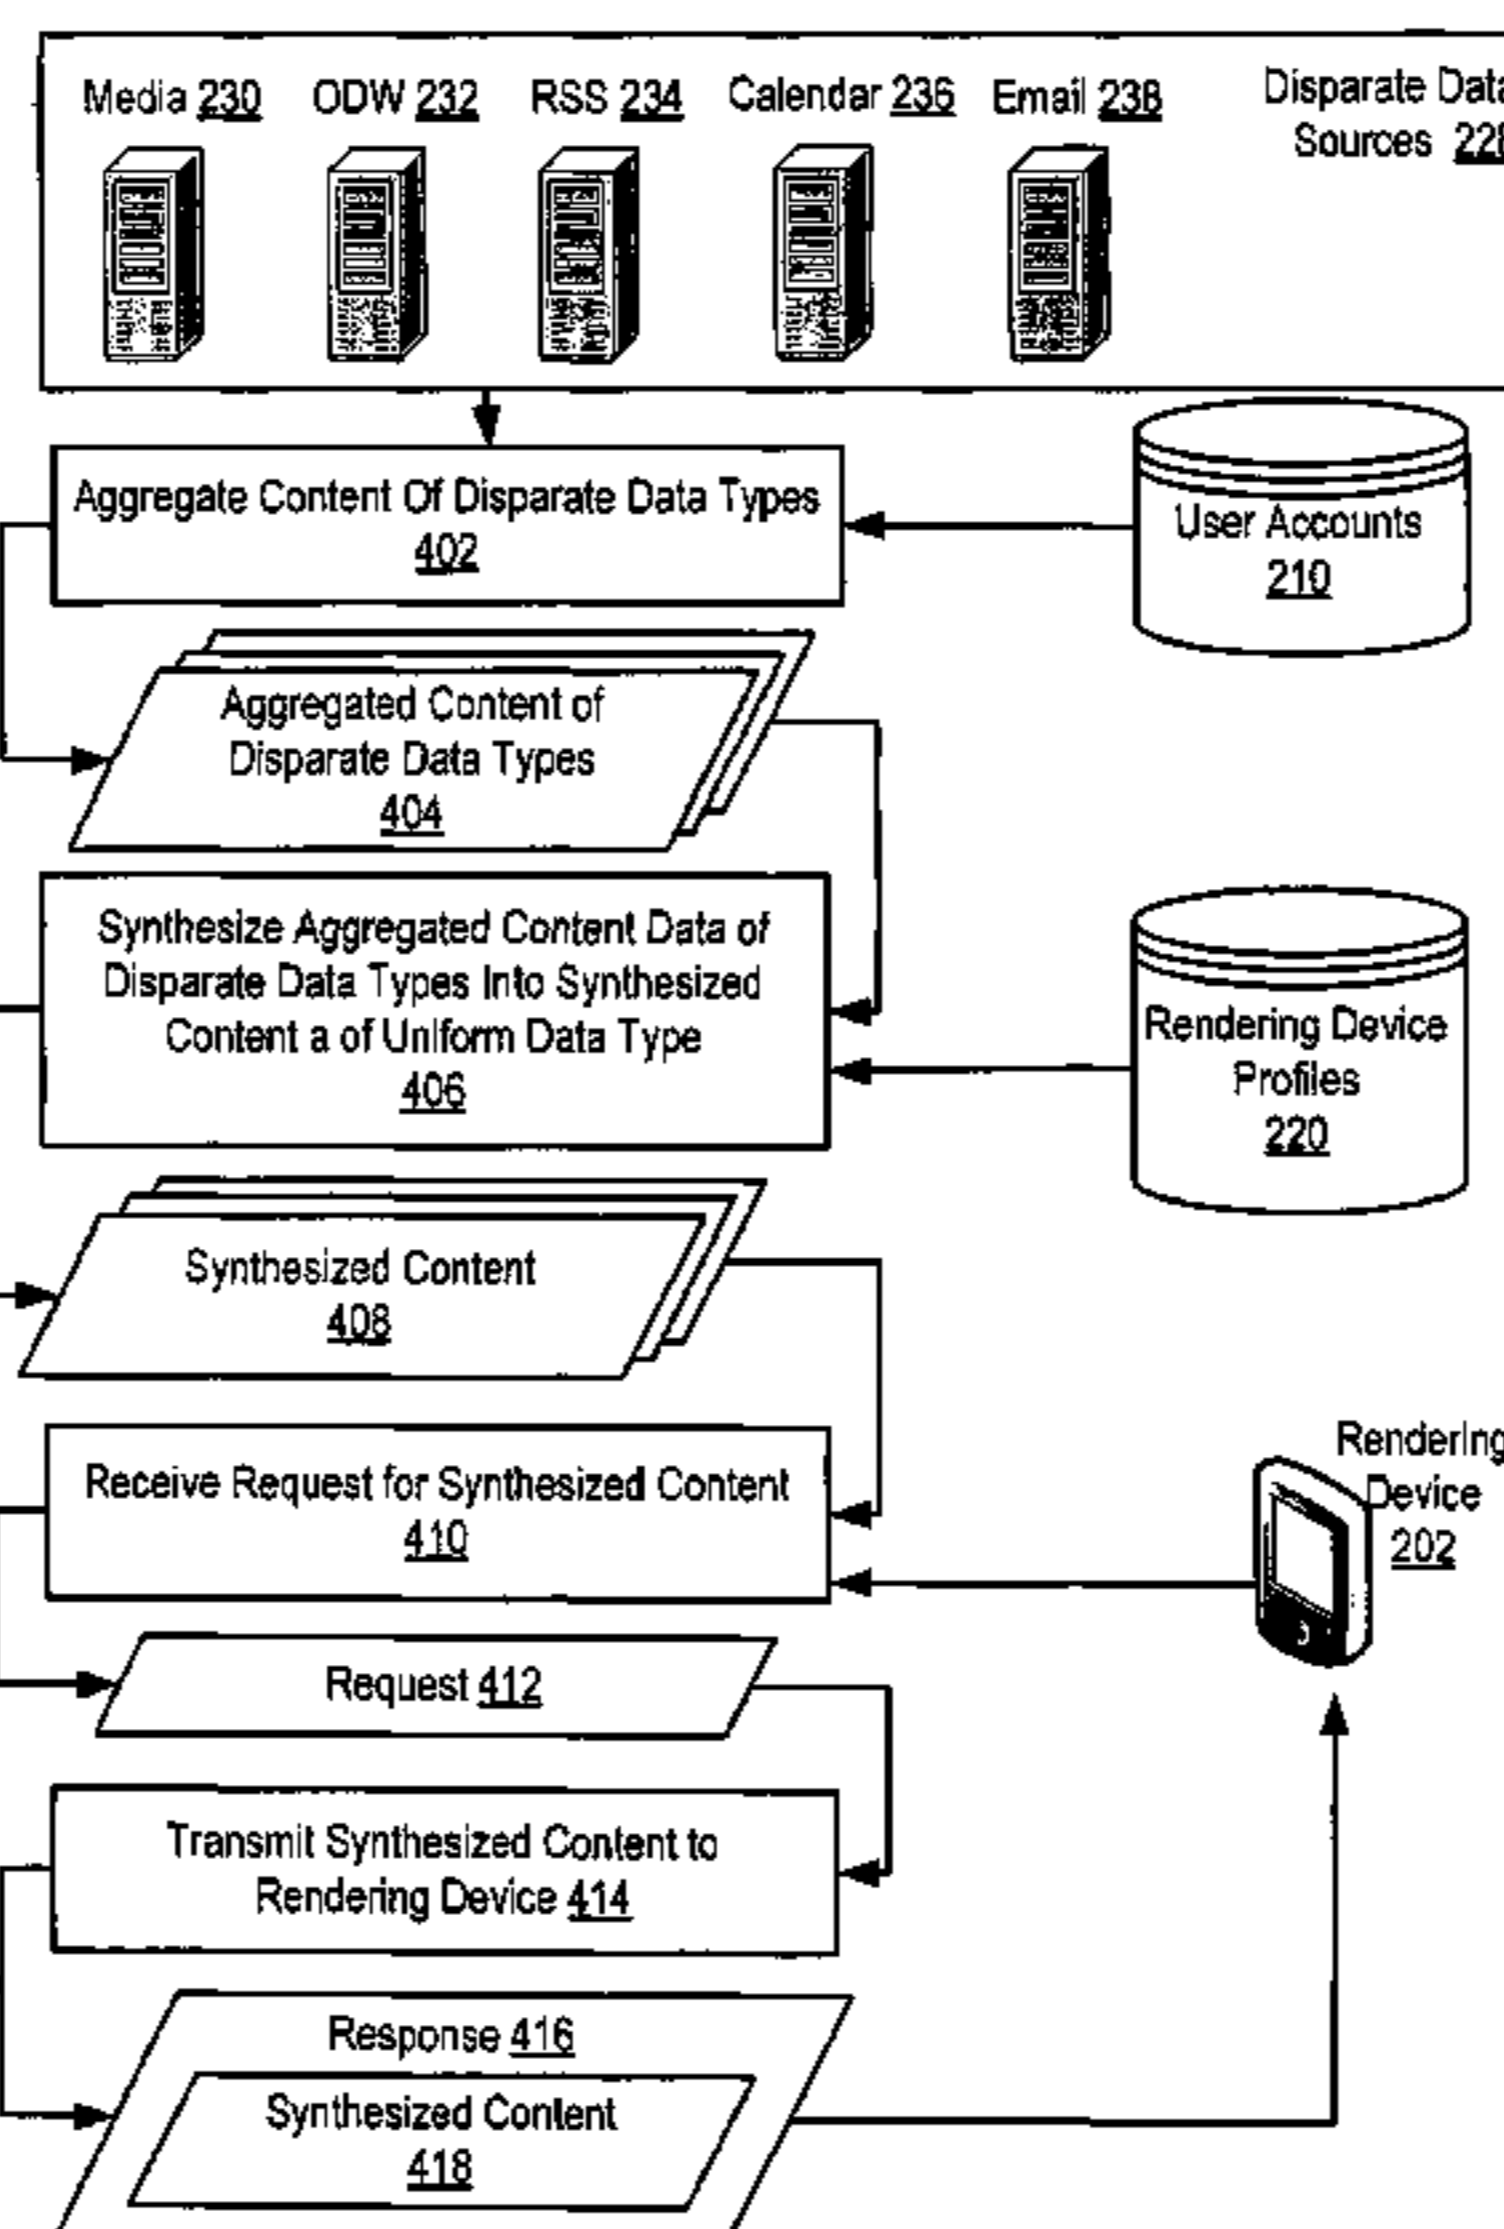 Media 230 ODW 232 RSS 234 Calendar 236 Email 238
Disparate Data
Sources
Aggregate Content Of Disparate Data Types
402
User Accounts
210
Aggregated Content of
Disparate Data Types
404
Synthesize Aggregated Content Data of
Disparate Data Types Into Synthesized
Content a of Uniform Data Type
406
Rendering Device
Profiles
220
Synthesized Content
408
Receive Request for Synthesized Content
410
Rendering
Device
202
Request 412
Transmit Synthesized Content to
Rendering Device 414
Response 416
Synthesized Content
418